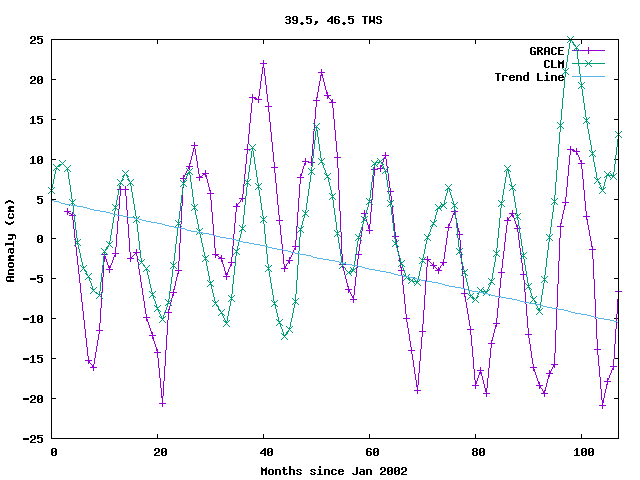 39.5, 46.5 TWS
GRACE
CLM
Trend Line
25
20
15
10
5
0
-5
-10
-15
-20
-25
Anomaly (cm)
0 20 40 60 80 100
Months since Jan 2002